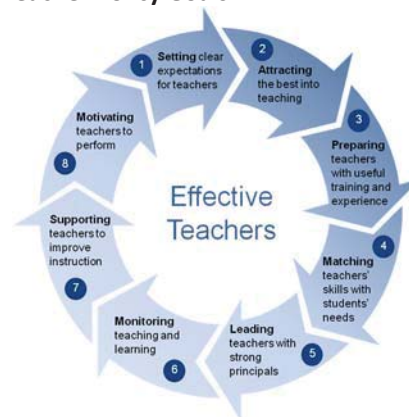 1
Setting clear
expectations
for teachers
2
Attracting
the best into
teaching
3
Preparing
teachers
with useful
training and
experience
4
Matching
teachers'
skills with
students'
needs
5
Leading
teachers with
strong
principals
6
Monitoring
teaching and
learning
7
Supporting
teachers to
improve
instruction
8
Motivating
teachers to
perform
Effective
Teachers